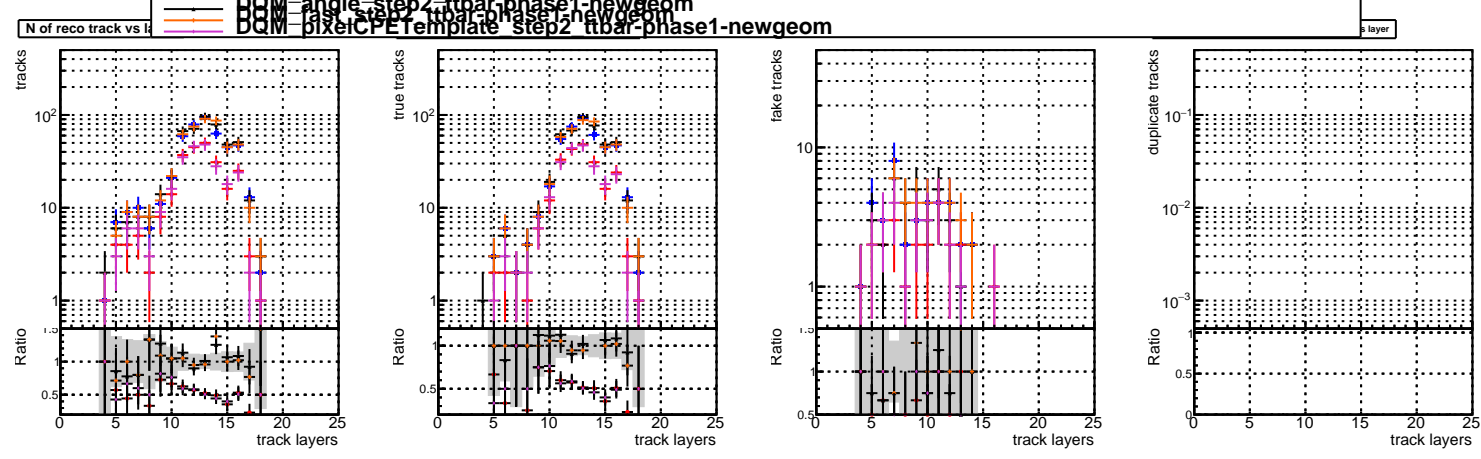 DQM_angle_step2_ttbar-phase1-newgeom
DQM_fast_step2_ttbar-phase1-newgeom
DQM_pixelCPETemplate_step2_ttbar-phase1-newgeom
N of reco track vs la
s layer
tracks
10²
10
1
Ratio
1.5
1
0.5
0 5 10 15 20 25
track layers
true tracks
10²
10
1
Ratio
1
0.5
0 5 10 15 20 25
track layers
fake tracks
10
1
Ratio
1.5
1
0.5
0 5 10 15 20 25
track layers
duplicate tracks
10⁻¹
10⁻²
10⁻³
Ratio
1
0.5
0
0 5 10 15 20 25
track layers